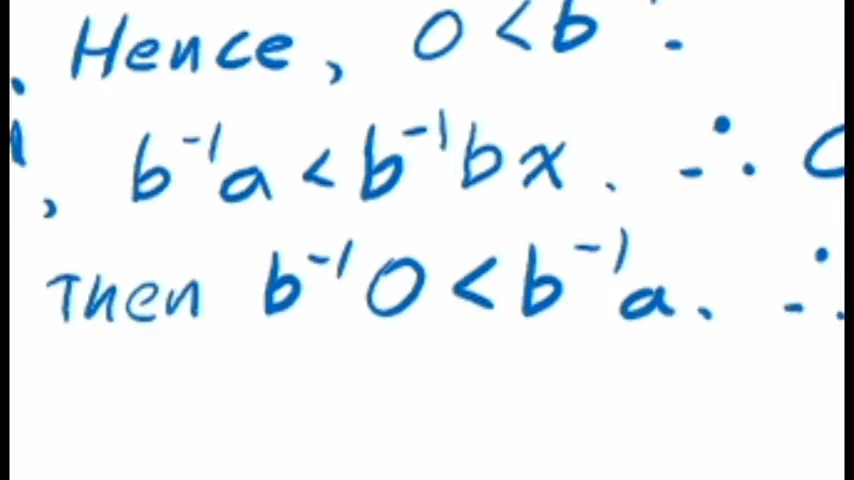 Hence, 0 < b
, b⁻¹a < b⁻¹bx. ∴
Then b⁻¹0 < b⁻¹a. ∴